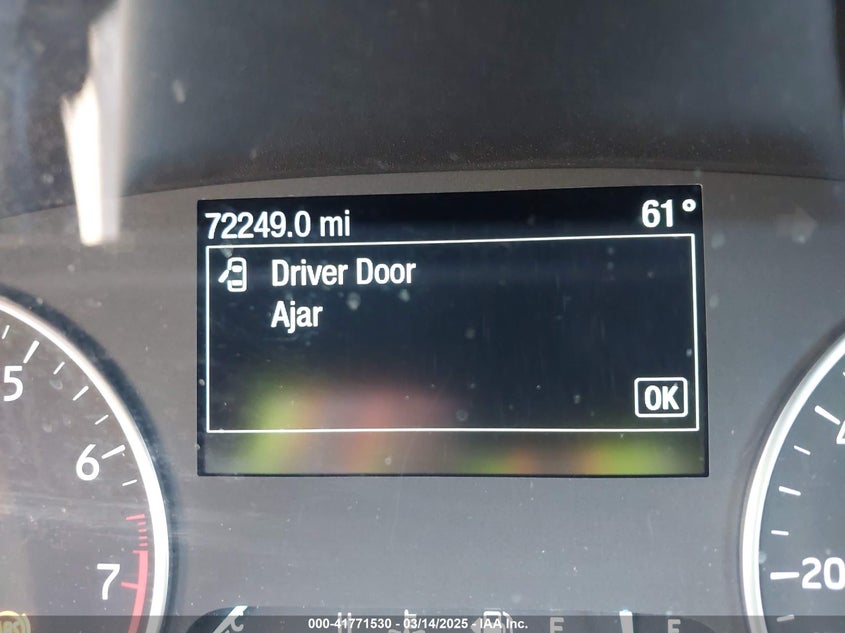 72249.0 mi 61°
Driver Door
Ajar
OK
5
6
7
-20
ABS
E F
000-41771530 - 03/14/2025 - IAA Inc.